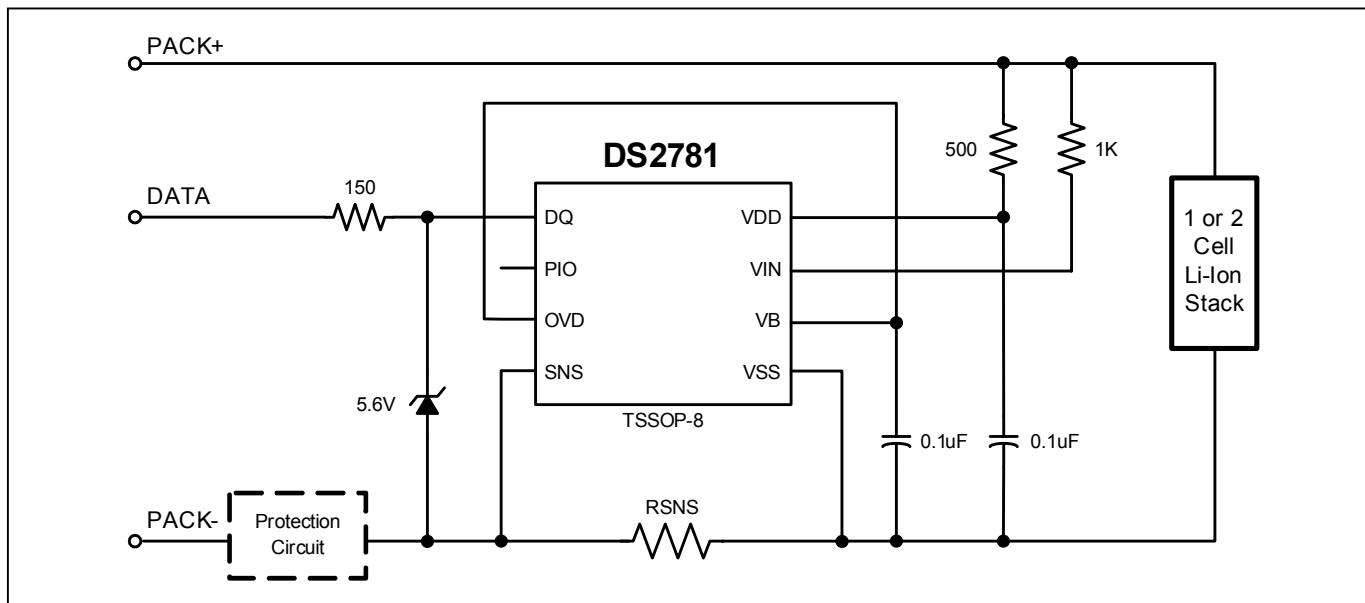 PACK+
DS2781
500
1K
DATA
150
DQ
VDD
1 or 2
Cell
Li-Ion
Stack
PIO
VIN
OVD
VB
SNS
VSS
5.6V
TSSOP-8
0.1uF
0.1uF
RSNS
PACK-
Protection
Circuit